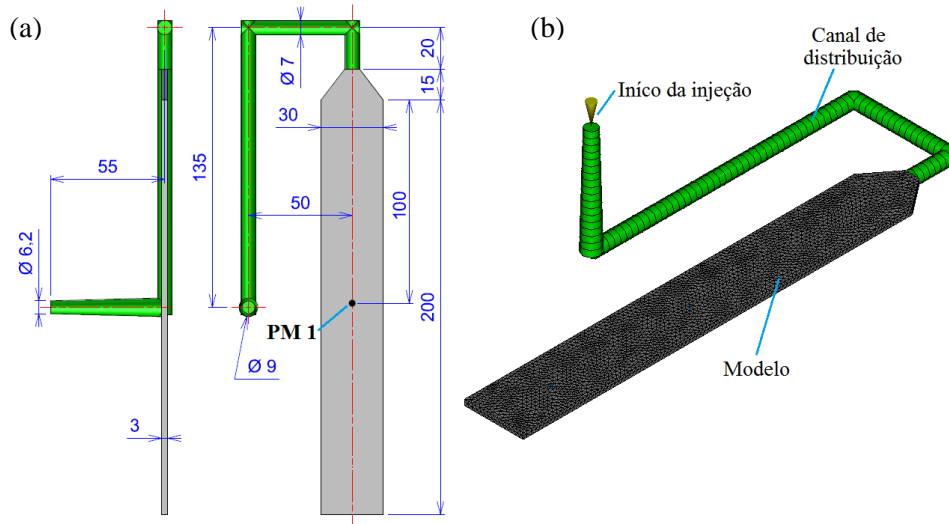 (a)
Ø 7
20
15
30
55
135
50
100
Ø 6,2
200
PM 1
Ø 9
3
(b)
Canal de
distribuição
Iníco da injeção
Modelo